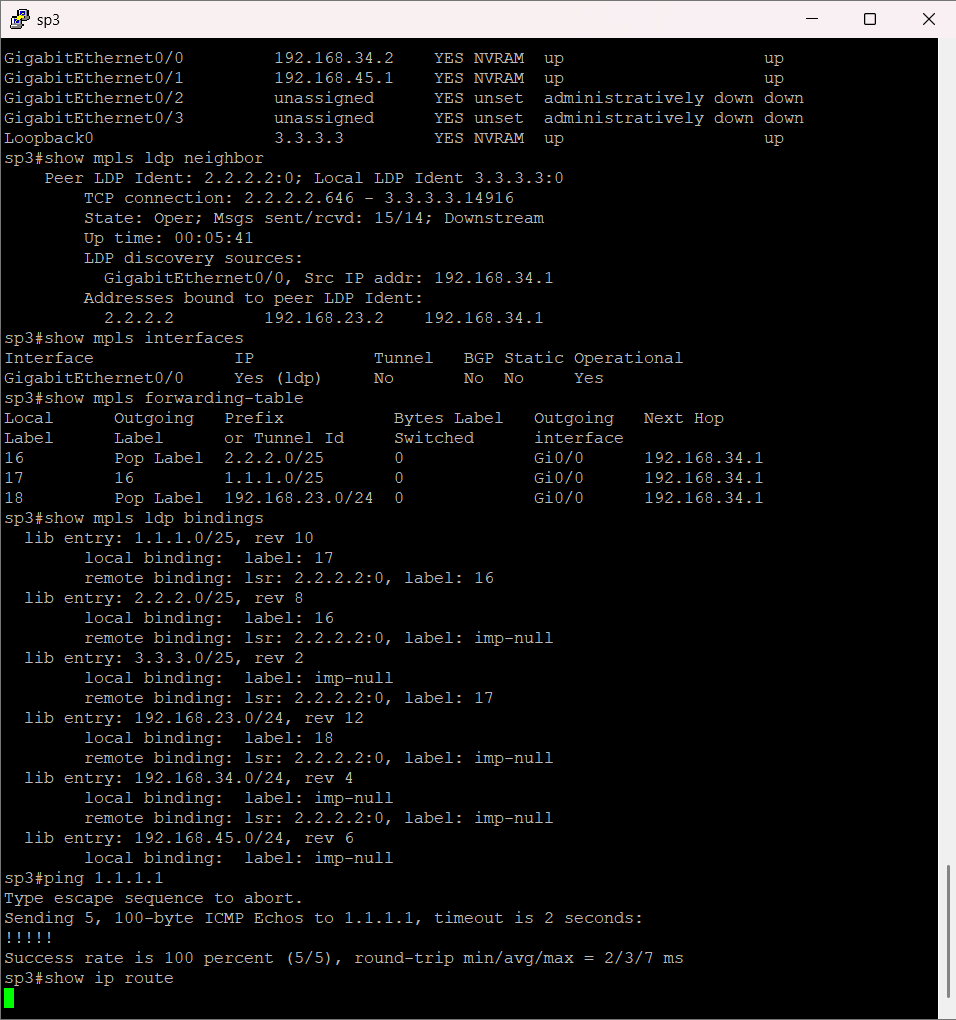 sp3
GigabitEthernet0/0         192.168.34.2    YES NVRAM  up                    up
GigabitEthernet0/1         192.168.45.1    YES NVRAM  up                    up
GigabitEthernet0/2         unassigned      YES unset  administratively down down
GigabitEthernet0/3         unassigned      YES unset  administratively down down
Loopback0                  3.3.3.3         YES NVRAM  up                    up
sp3#show mpls ldp neighbor
    Peer LDP Ident: 2.2.2.2:0; Local LDP Ident 3.3.3.3:0
        TCP connection: 2.2.2.2.646 - 3.3.3.3.14916
        State: Oper; Msgs sent/rcvd: 15/14; Downstream
        Up time: 00:05:41
        LDP discovery sources:
          GigabitEthernet0/0, Src IP addr: 192.168.34.1
        Addresses bound to peer LDP Ident:
          2.2.2.2         192.168.23.2    192.168.34.1
sp3#show mpls interfaces
Interface              IP            Tunnel   BGP Static Operational
GigabitEthernet0/0     Yes (ldp)     No       No  No     Yes
sp3#show mpls forwarding-table
Local      Outgoing   Prefix           Bytes Label   Outgoing   Next Hop
Label      Label      or Tunnel Id     Switched      interface
16         Pop Label  2.2.2.0/25       0             Gi0/0      192.168.34.1
17         16         1.1.1.0/25       0             Gi0/0      192.168.34.1
18         Pop Label  192.168.23.0/24  0             Gi0/0      192.168.34.1
sp3#show mpls ldp bindings
  lib entry: 1.1.1.0/25, rev 10
        local binding:  label: 17
        remote binding: lsr: 2.2.2.2:0, label: 16
  lib entry: 2.2.2.0/25, rev 8
        local binding:  label: 16
        remote binding: lsr: 2.2.2.2:0, label: imp-null
  lib entry: 3.3.3.0/25, rev 2
        local binding:  label: imp-null
        remote binding: lsr: 2.2.2.2:0, label: 17
  lib entry: 192.168.23.0/24, rev 12
        local binding:  label: 18
        remote binding: lsr: 2.2.2.2:0, label: imp-null
  lib entry: 192.168.34.0/24, rev 4
        local binding:  label: imp-null
        remote binding: lsr: 2.2.2.2:0, label: imp-null
  lib entry: 192.168.45.0/24, rev 6
        local binding:  label: imp-null
sp3#ping 1.1.1.1
Type escape sequence to abort.
Sending 5, 100-byte ICMP Echos to 1.1.1.1, timeout is 2 seconds:
!!!!!
Success rate is 100 percent (5/5), round-trip min/avg/max = 2/3/7 ms
sp3#show ip route